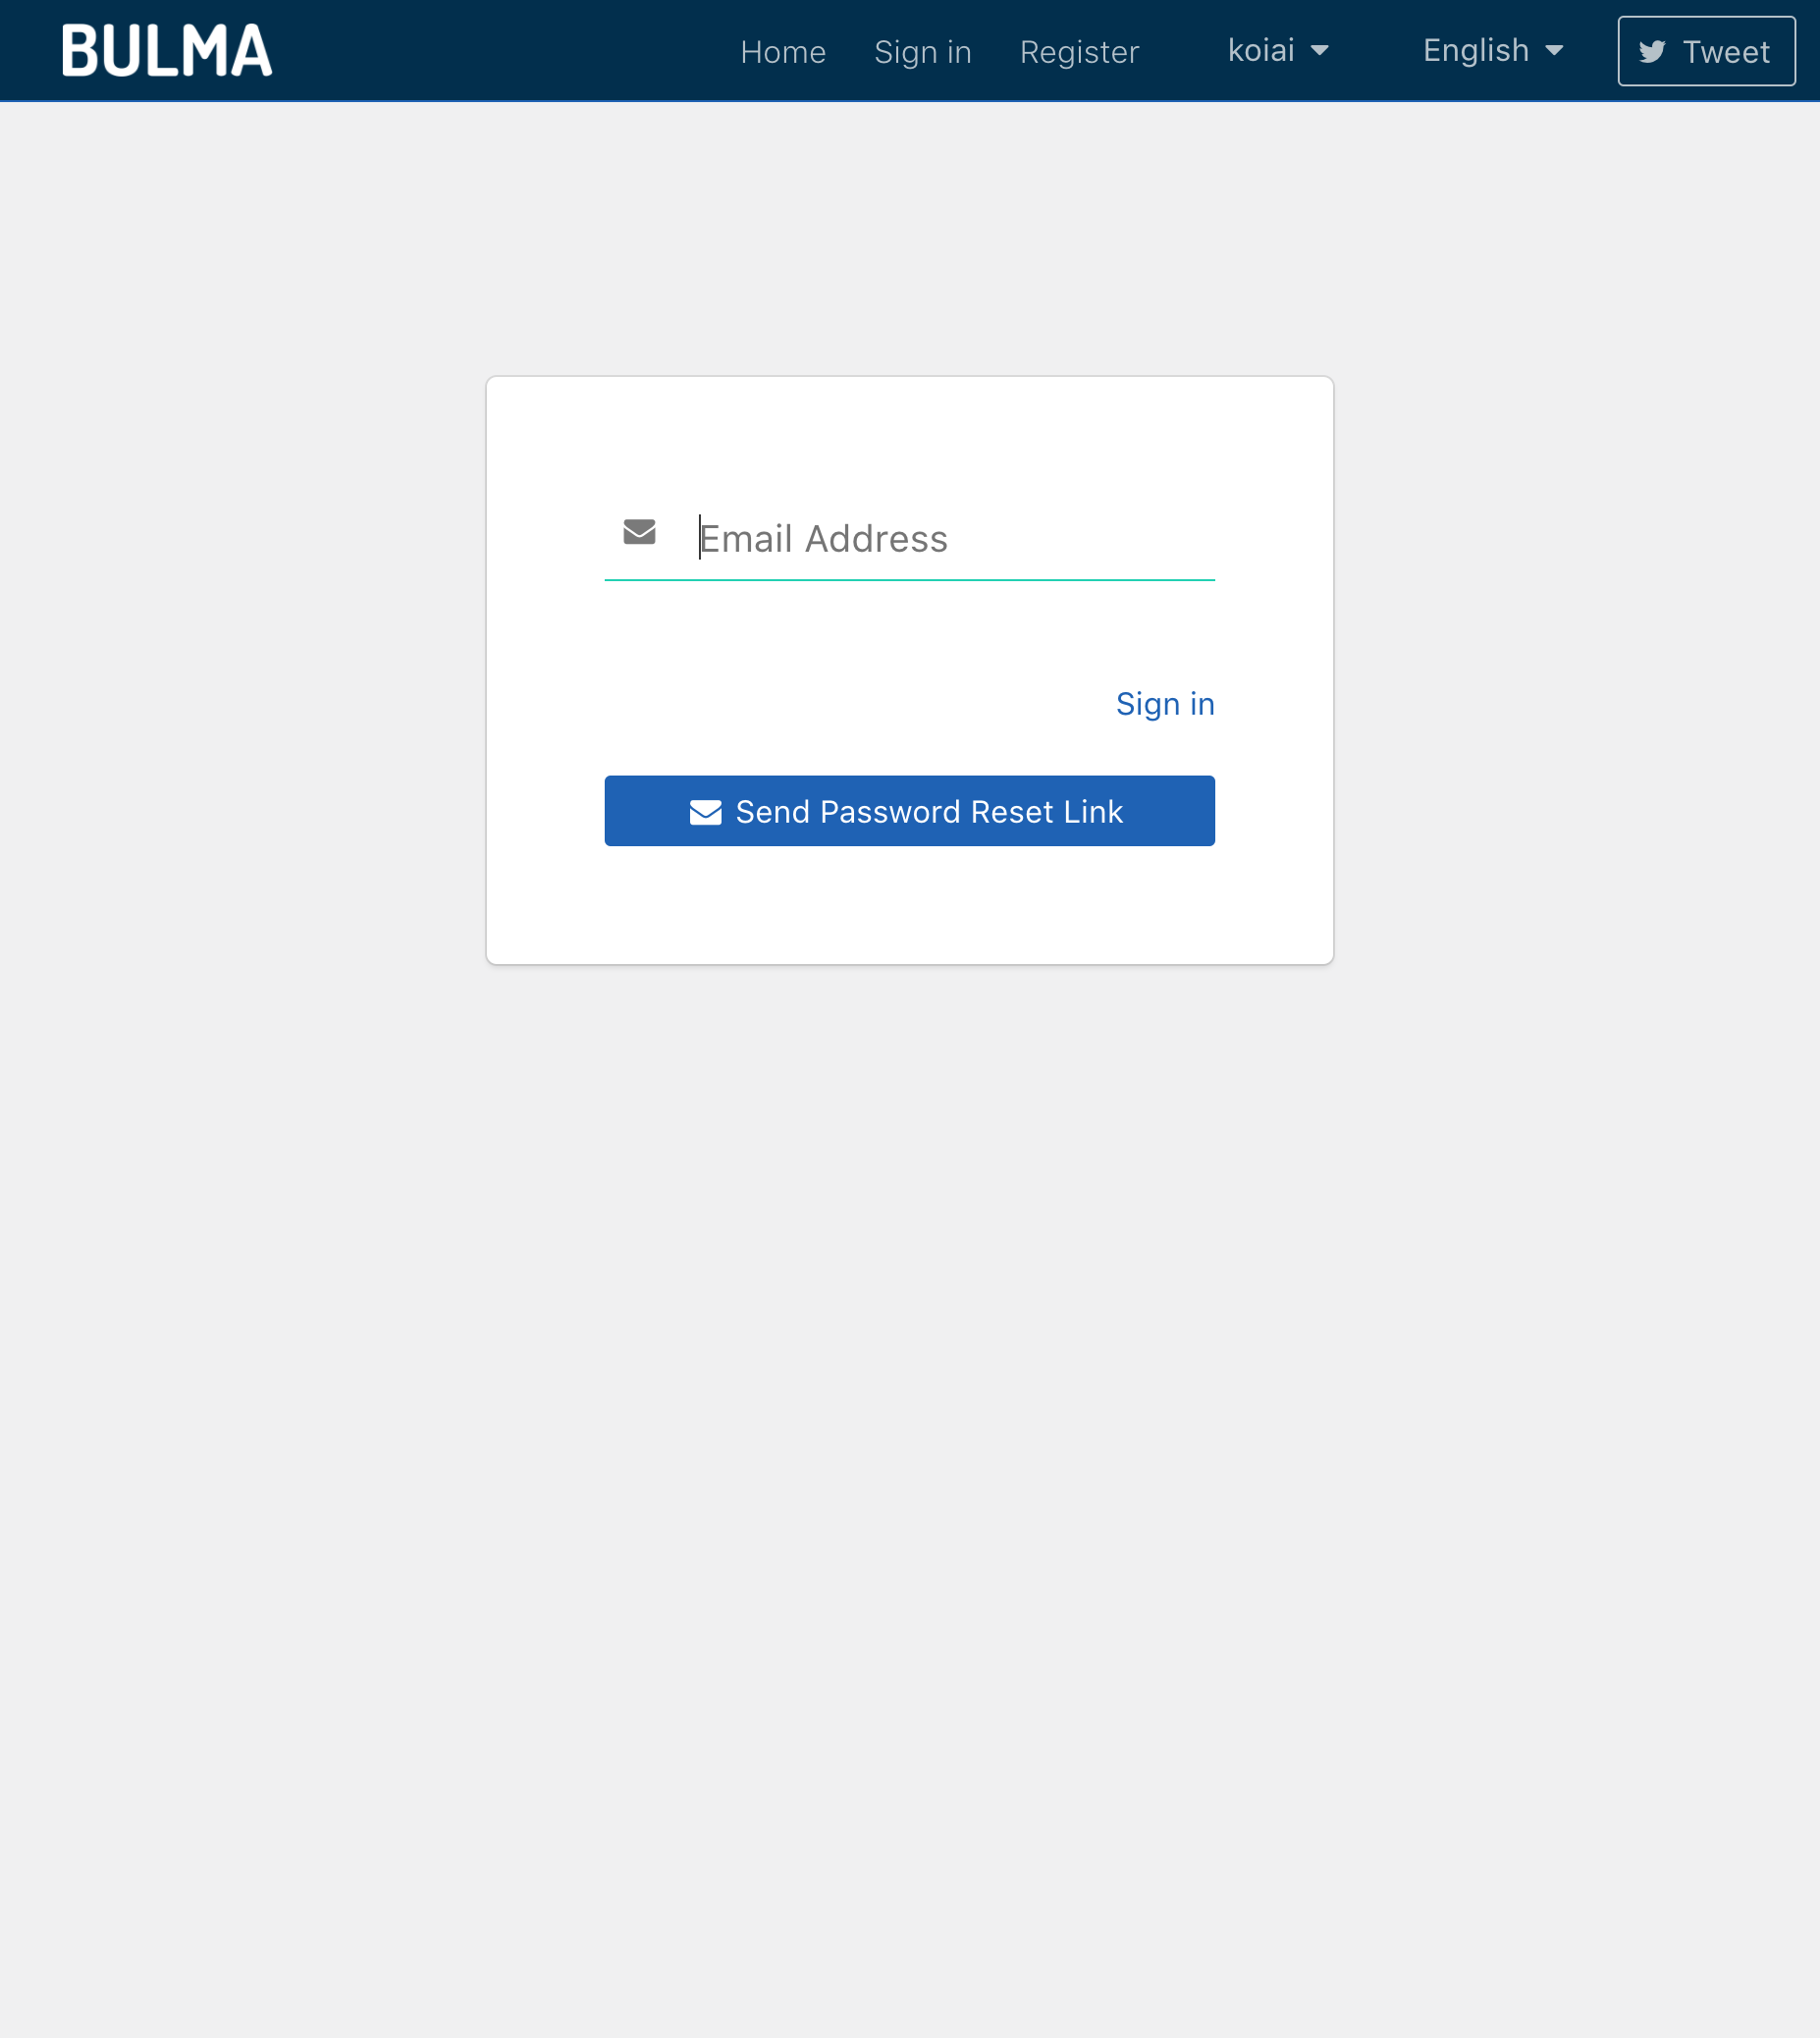 BULMA Home Sign in Register koiai English Tweet
Email Address
Sign in
Send Password Reset Link